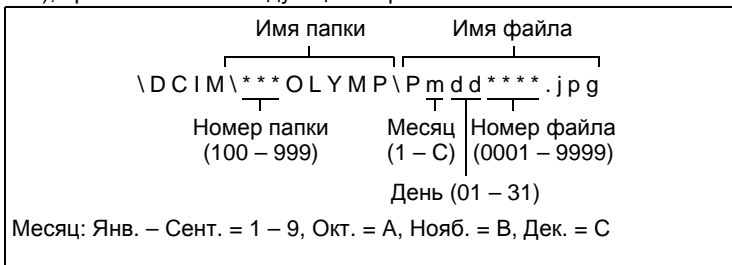 Имя папки Имя файла
\DCIM\***OLYMP\Pmdd****.jpg
Номер папки Месяц Номер файла
(100 – 999) (1 – C) (0001 – 9999)
День (01 – 31)
Месяц: Янв. – Сент. = 1 – 9, Окт. = A, Нояб. = B, Дек. = C